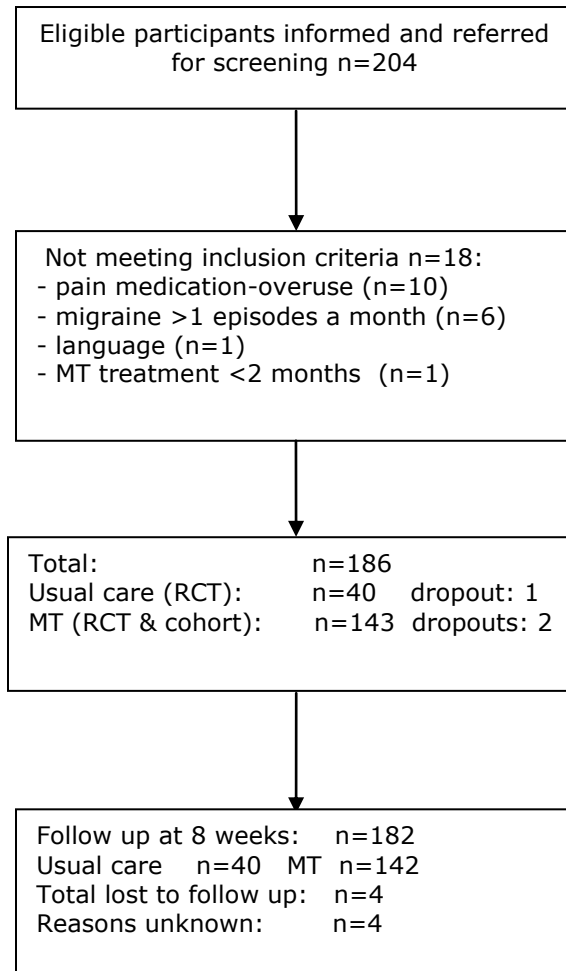 Eligible participants informed and referred
for screening n=204
Not meeting inclusion criteria n=18:
- pain medication-overuse (n=10)
- migraine >1 episodes a month (n=6)
- language (n=1)
- MT treatment <2 months (n=1)
Total: n=186
Usual care (RCT): n=40 dropout: 1
MT (RCT & cohort): n=143 dropouts: 2
Follow up at 8 weeks: n=182
Usual care n=40 MT n=142
Total lost to follow up: n=4
Reasons unknown: n=4